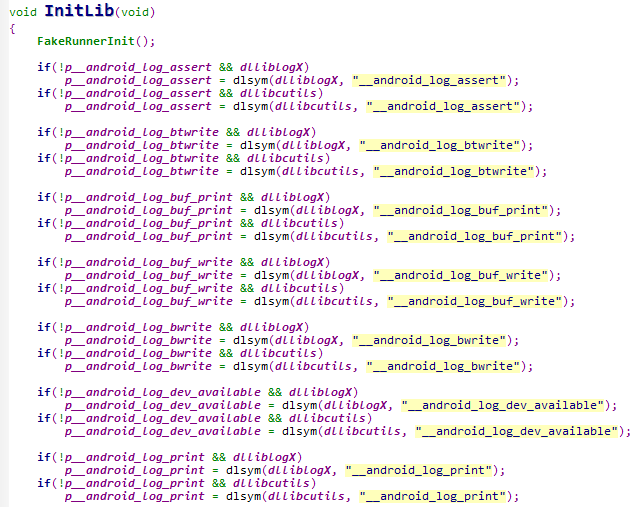 void InitLib(void)
{
    FakeRunnerInit();

    if(!p__android_log_assert && dlliblogX)
        p__android_log_assert = dlsym(dlliblogX, "__android_log_assert");
    if(!p__android_log_assert && dllibcutils)
        p__android_log_assert = dlsym(dllibcutils, "__android_log_assert");

    if(!p__android_log_btwrite && dlliblogX)
        p__android_log_btwrite = dlsym(dlliblogX, "__android_log_btwrite");
    if(!p__android_log_btwrite && dllibcutils)
        p__android_log_btwrite = dlsym(dllibcutils, "__android_log_btwrite");

    if(!p__android_log_buf_print && dlliblogX)
        p__android_log_buf_print = dlsym(dlliblogX, "__android_log_buf_print");
    if(!p__android_log_buf_print && dllibcutils)
        p__android_log_buf_print = dlsym(dllibcutils, "__android_log_buf_print");

    if(!p__android_log_buf_write && dlliblogX)
        p__android_log_buf_write = dlsym(dlliblogX, "__android_log_buf_write");
    if(!p__android_log_buf_write && dllibcutils)
        p__android_log_buf_write = dlsym(dllibcutils, "__android_log_buf_write");

    if(!p__android_log_bwrite && dlliblogX)
        p__android_log_bwrite = dlsym(dlliblogX, "__android_log_bwrite");
    if(!p__android_log_bwrite && dllibcutils)
        p__android_log_bwrite = dlsym(dllibcutils, "__android_log_bwrite");

    if(!p__android_log_dev_available && dlliblogX)
        p__android_log_dev_available = dlsym(dlliblogX, "__android_log_dev_available");
    if(!p__android_log_dev_available && dllibcutils)
        p__android_log_dev_available = dlsym(dllibcutils, "__android_log_dev_available");

    if(!p__android_log_print && dlliblogX)
        p__android_log_print = dlsym(dlliblogX, "__android_log_print");
    if(!p__android_log_print && dllibcutils)
        p__android_log_print = dlsym(dllibcutils, "__android_log_print");